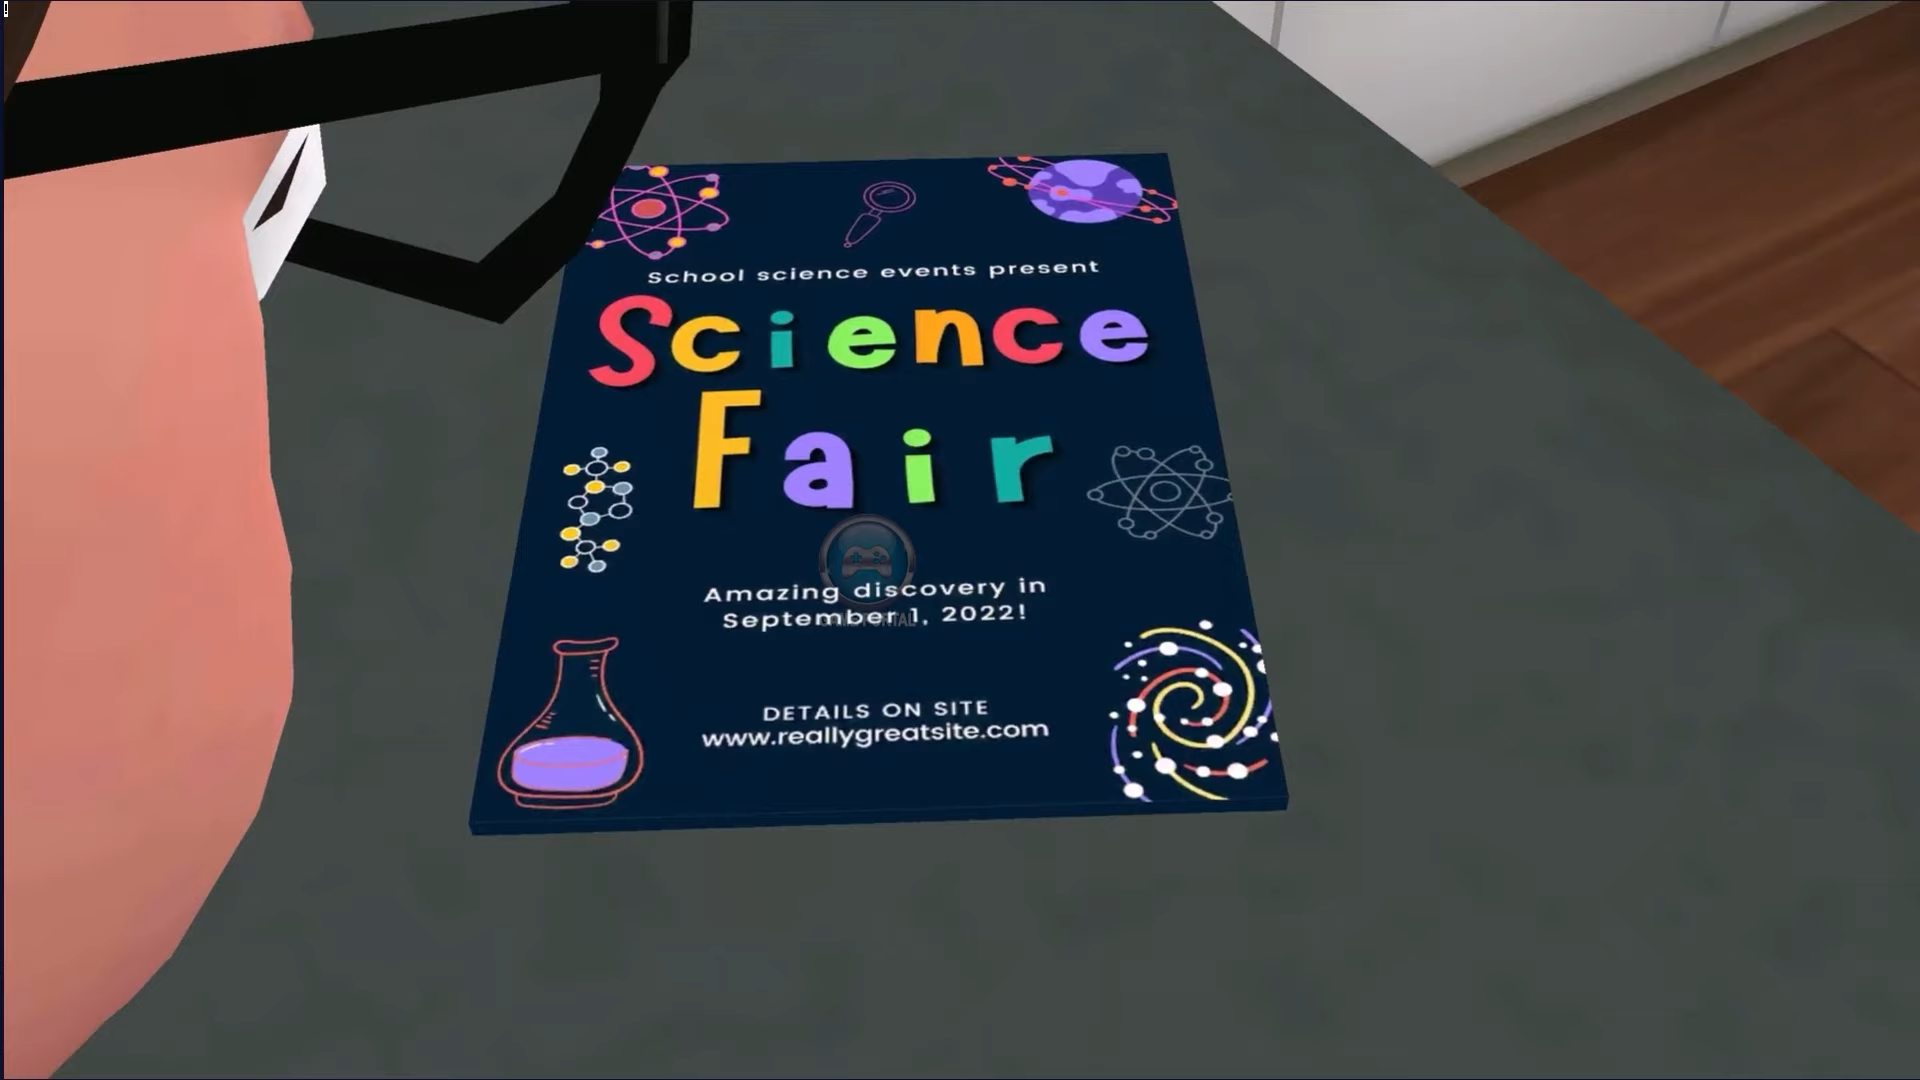 School science events present
Science
Fair
Amazing discovery in
September 1, 2022!
DETAILS ON SITE
www.reallygreatsite.com